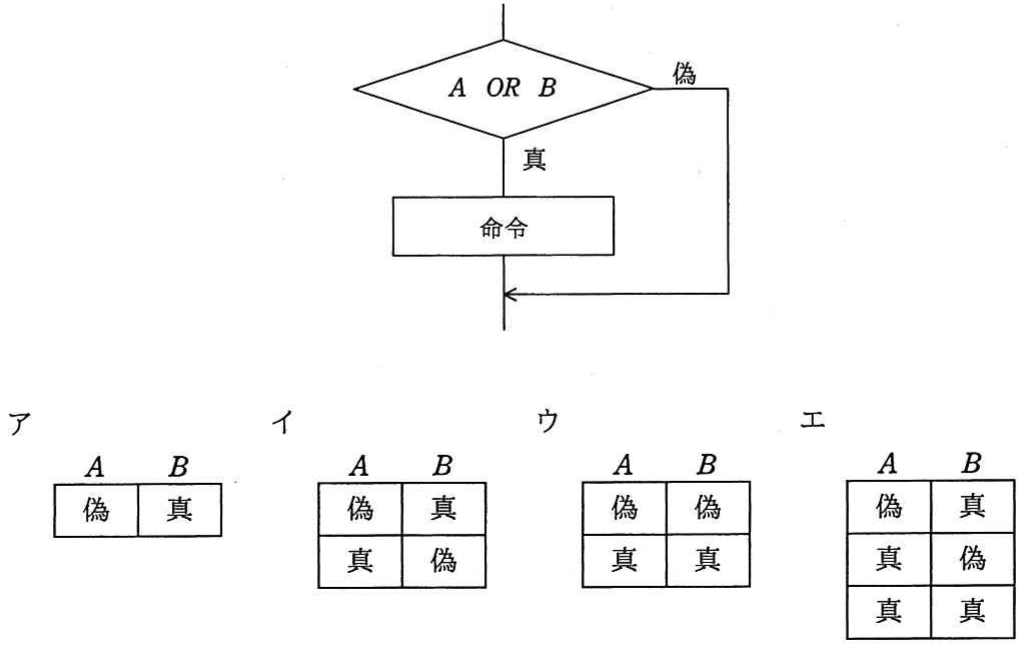 A OR B
偽
真
命令
ア イ ウ エ
A B A B A B A B
偽 真 偽 真 偽 偽 偽 真
真 偽 真 真 真 偽
真 真